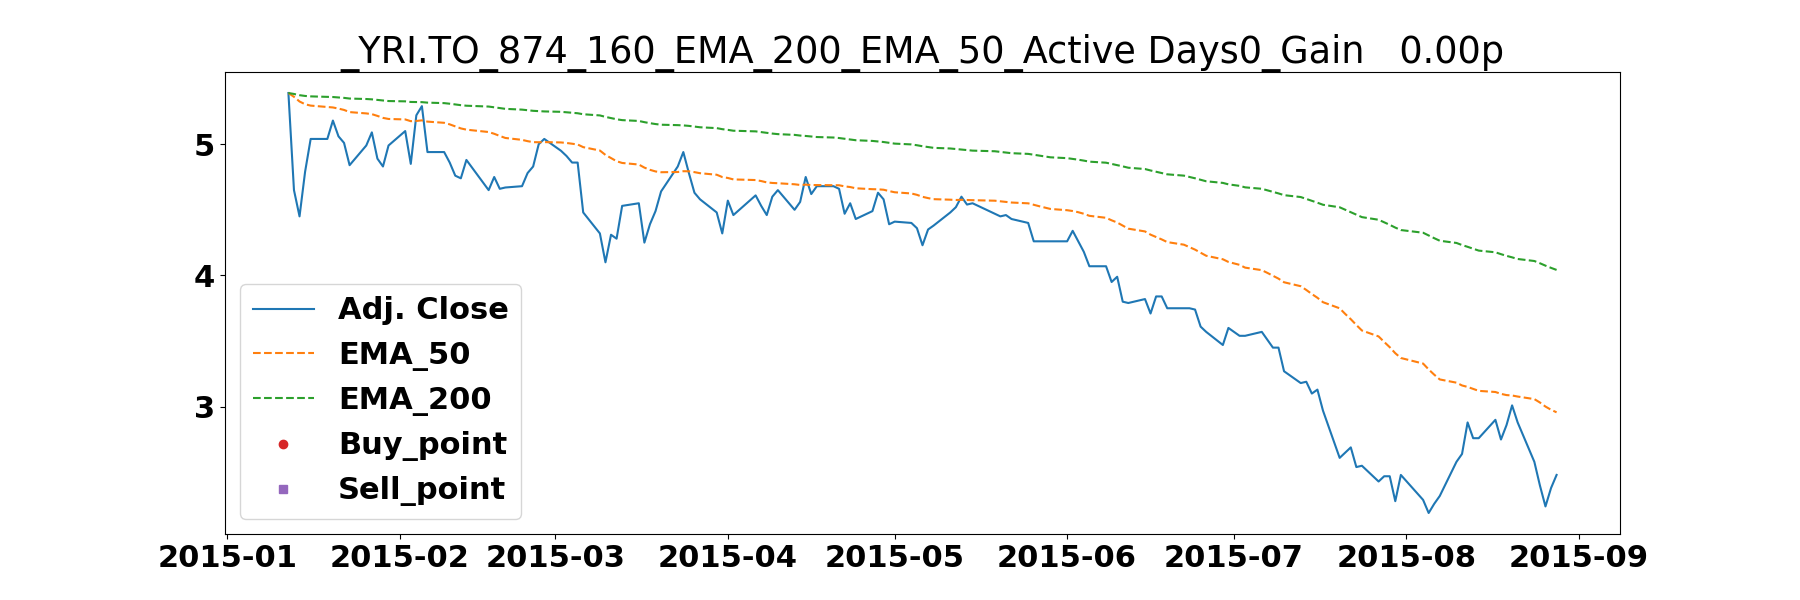 _YRI.TO_874_160_EMA_200_EMA_50_Active Days0_Gain   0.00p
5
4
3
Adj. Close
EMA_50
EMA_200
Buy_point
Sell_point
2015-01 2015-02 2015-03 2015-04 2015-05 2015-06 2015-07 2015-08 2015-09